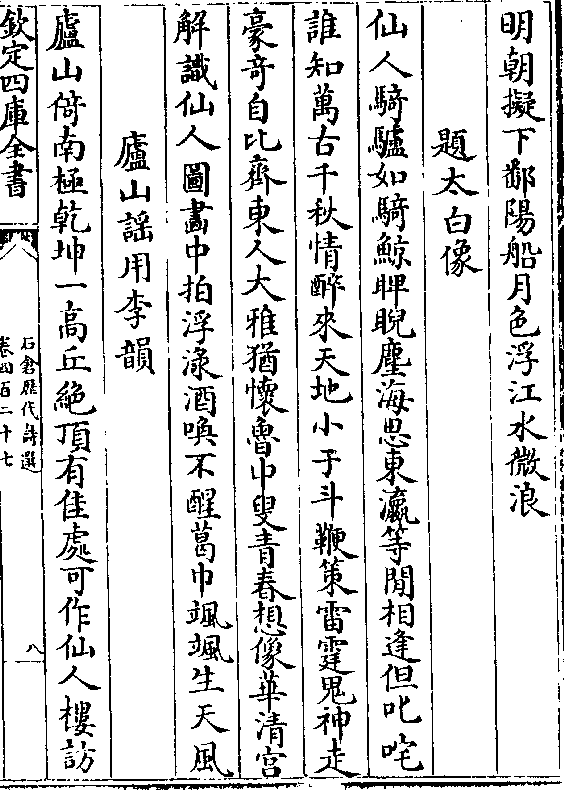 明朝擬下鄱陽船月色浮江水微浪
題太白像
仙人騎驢如騎鯨睥睨塵海思東瀛等閒相逢但叱咤
誰知萬古千秋情醉來天地小于斗鞭策雷霆鬼神走
豪竒自比齊東人大雅猶懷魯中叟青春想像華清宫
解識仙人圖畫中拍浮渌酒喚不醒葛巾颯颯生天風
廬山謡用李韻
廬山倚南極乾坤一高丘絶頂有佳處可作仙人樓訪
欽定四庫全書
石倉歷代詩選
卷四百二十七
八